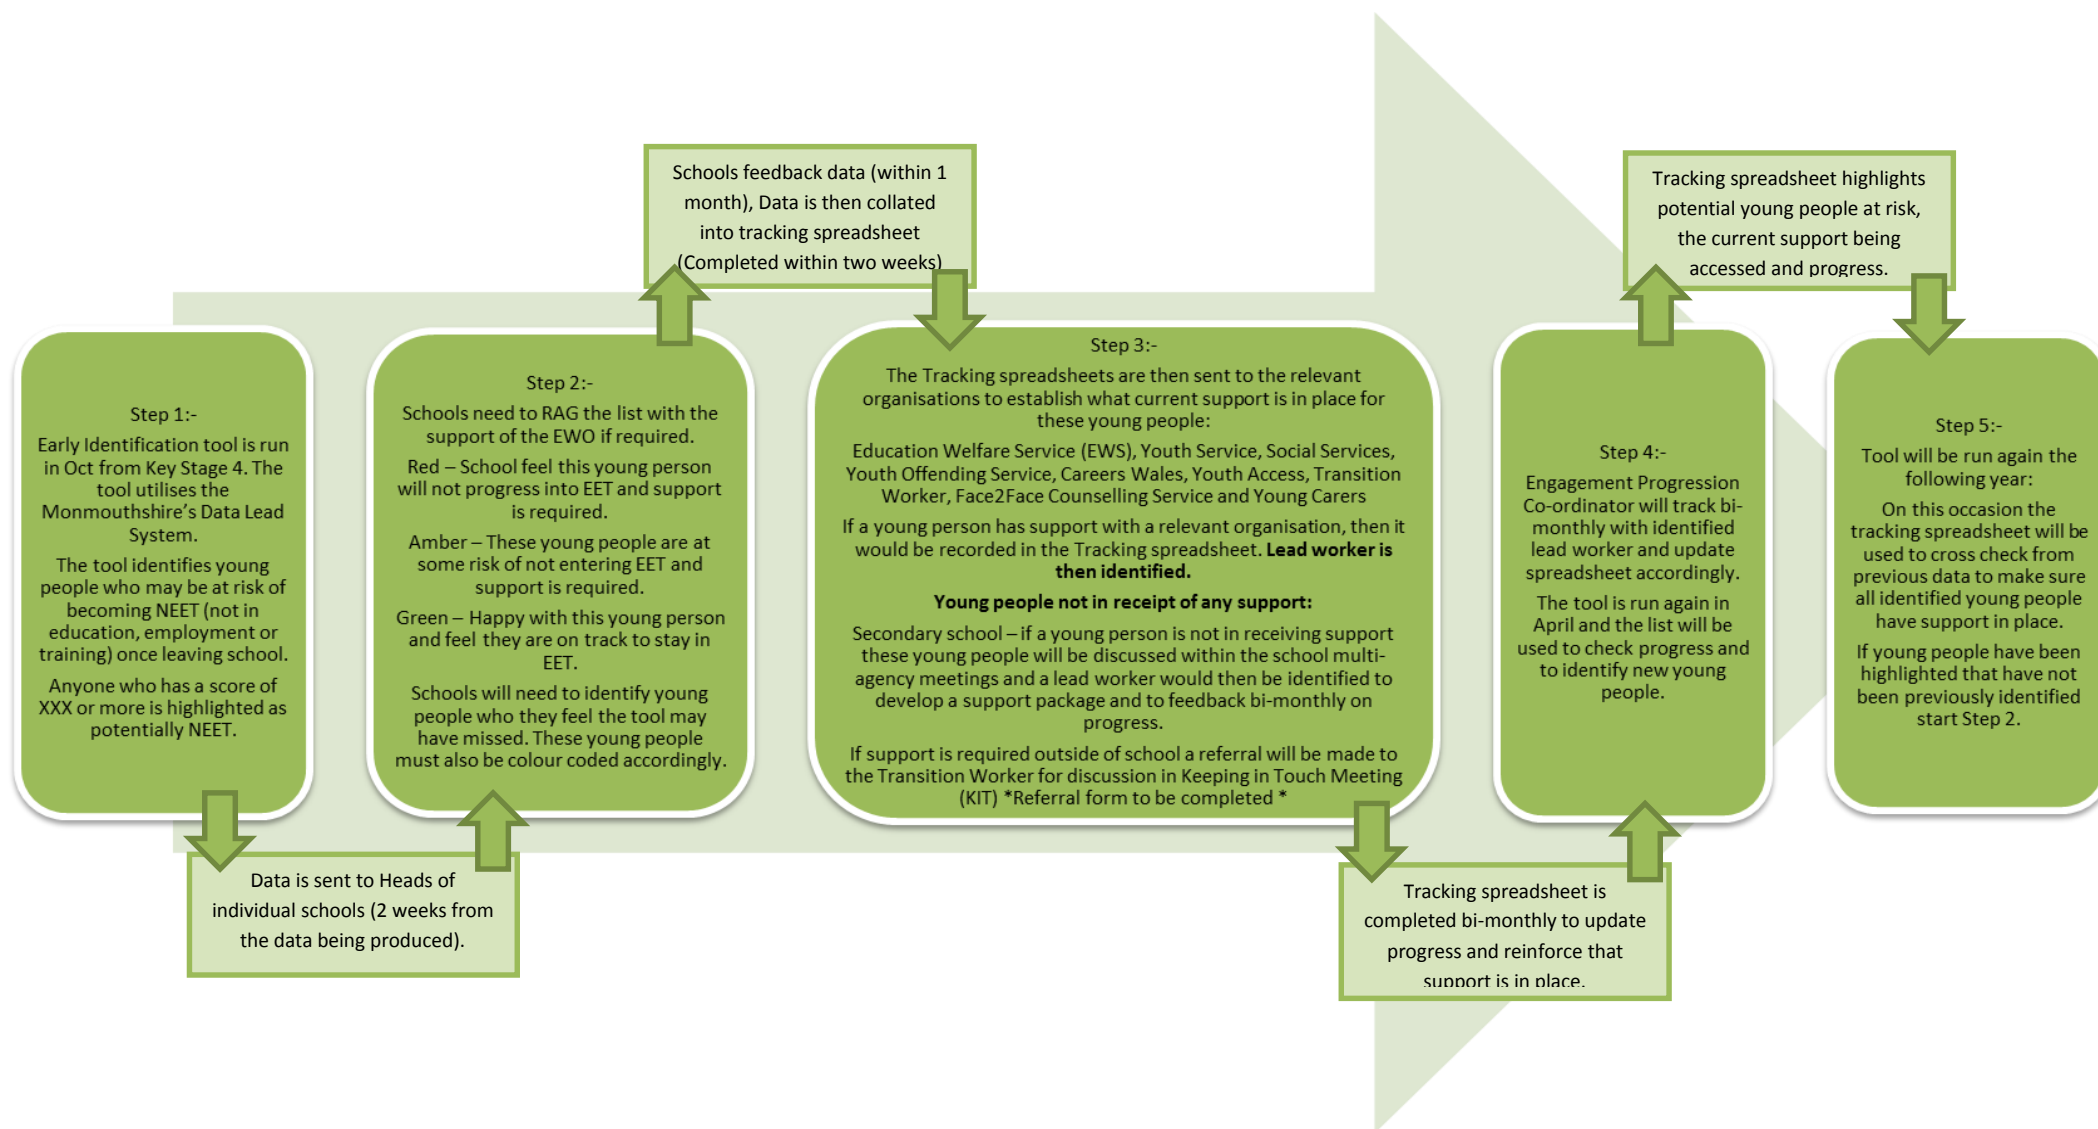 Step 1:-
Early Identification tool is run
in Oct from Key Stage 4. The
tool utilises the
Monmouthshire's Data Lead
System.
The tool identifies young
people who may be at risk of
becoming NEET (not in
education, employment or
training) once leaving school.
Anyone who has a score of
XXX or more is highlighted as
potentially NEET.
Data is sent to Heads of
individual schools (2 weeks from
the data being produced).
Step 2:-
Schools need to RAG the list with the
support of the EWO if required.
Red – School feel this young person
will not progress into EET and support
is required.
Amber – These young people are at
some risk of not entering EET and
support is required.
Green – Happy with this young person
and feel they are on track to stay in
EET.
Schools will need to identify young
people who they feel the tool may
have missed. These young people
must also be colour coded accordingly.
Schools feedback data (within 1
month), Data is then collated
into tracking spreadsheet
(Completed within two weeks)
Step 3:-
The Tracking spreadsheets are then sent to the relevant
organisations to establish what current support is in place for
these young people:
Education Welfare Service (EWS), Youth Service, Social Services,
Youth Offending Service, Careers Wales, Youth Access, Transition
Worker, Face2Face Counselling Service and Young Carers
If a young person has support with a relevant organisation, then it
would be recorded in the Tracking spreadsheet. Lead worker is
then identified.
Young people not in receipt of any support:
Secondary school – if a young person is not in receiving support
these young people will be discussed within the school multi-
agency meetings and a lead worker would then be identified to
develop a support package and to feedback bi-monthly on
progress.
If support is required outside of school a referral will be made to
the Transition Worker for discussion in Keeping in Touch Meeting
(KIT) *Referral form to be completed *
Tracking spreadsheet is
completed bi-monthly to update
progress and reinforce that
support is in place.
Step 4:-
Engagement Progression
Co-ordinator will track bi-
monthly with identified
lead worker and update
spreadsheet accordingly.
The tool is run again in
April and the list will be
used to check progress and
to identify new young
people.
Tracking spreadsheet highlights
potential young people at risk,
the current support being
accessed and progress.
Step 5:-
Tool will be run again the
following year:
On this occasion the
tracking spreadsheet will be
used to cross check from
previous data to make sure
all identified young people
have support in place.
If young people have been
highlighted that have not
been previously identified
start Step 2.